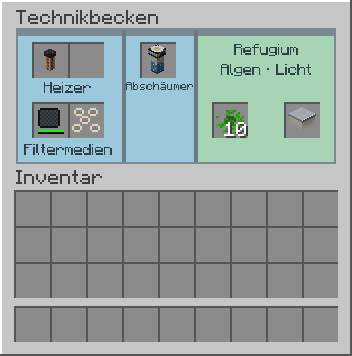 Technikbecken
Heizer
Filtermedien
Abschäumer
Refugium
Algen · Licht
10
Inventar